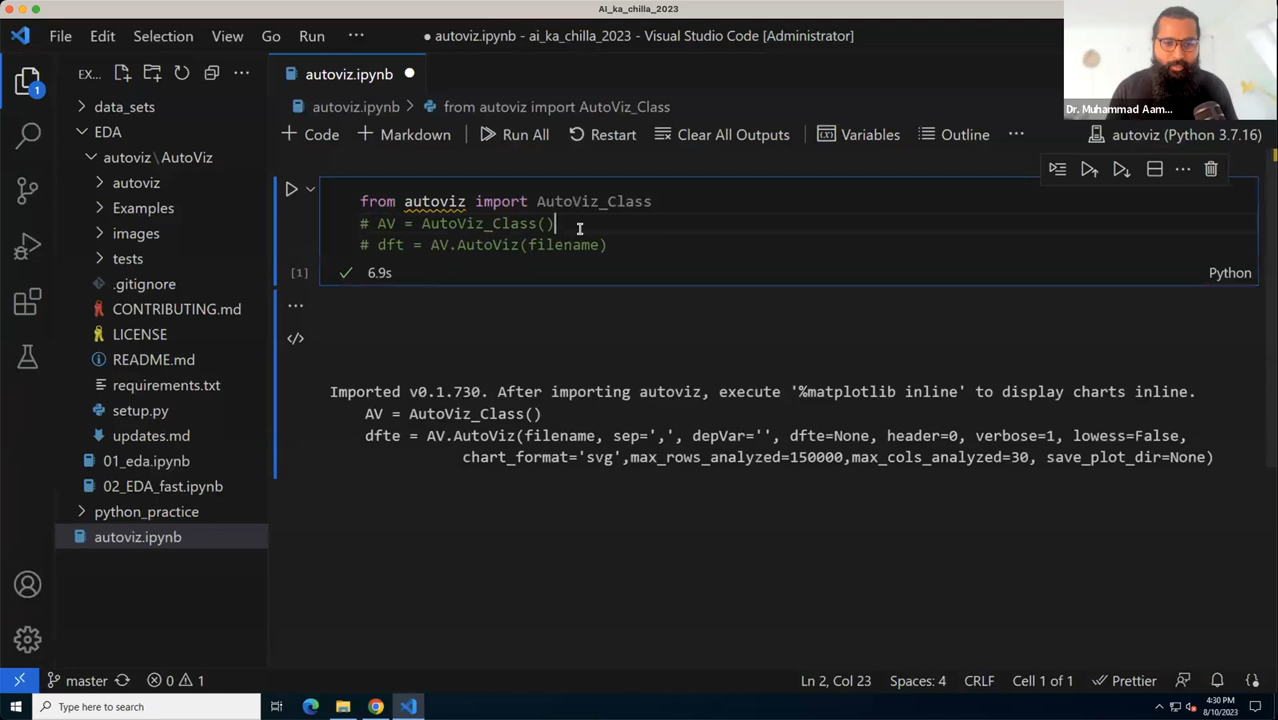 AI_ka_chilla_2023
File Edit Selection View Go Run ··· autoviz.ipynb - ai_ka_chilla_2023 - Visual Studio Code [Administrator]
Dr. Muhammad Aam...
EX... ···
autoviz.ipynb
1
data_sets
EDA
autoviz\AutoViz
autoviz
Examples
images
tests
.gitignore
CONTRIBUTING.md
LICENSE
README.md
requirements.txt
setup.py
updates.md
01_eda.ipynb
02_EDA_fast.ipynb
python_practice
autoviz.ipynb
autoviz.ipynb > from autoviz import AutoViz_Class
+ Code + Markdown Run All Restart Clear All Outputs Variables Outline ··· autoviz (Python 3.7.16)
from autoviz import AutoViz_Class
# AV = AutoViz_Class()
# dft = AV.AutoViz(filename)
[1] 6.9s Python
Imported v0.1.730. After importing autoviz, execute '%matplotlib inline' to display charts inline.
AV = AutoViz_Class()
dfte = AV.AutoViz(filename, sep=',', depVar='', dfte=None, header=0, verbose=1, lowess=False,
chart_format='svg',max_rows_analyzed=150000,max_cols_analyzed=30, save_plot_dir=None)
master 0 1 Ln 2, Col 23 Spaces: 4 CRLF Cell 1 of 1 Prettier
Type here to search
4:30 PM
8/10/2023